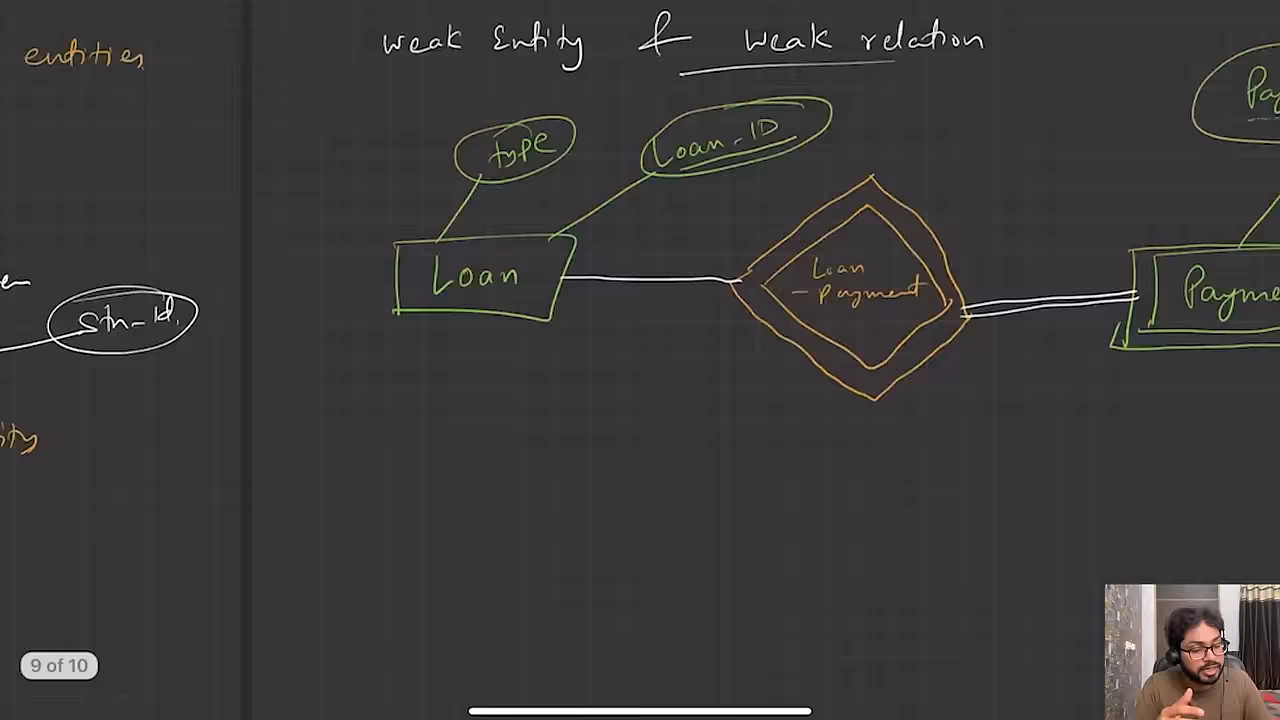 entities
weak Entity & weak relation
type
Loan-ID
Loan
Loan
- Payment
Stn-id.
9 of 10